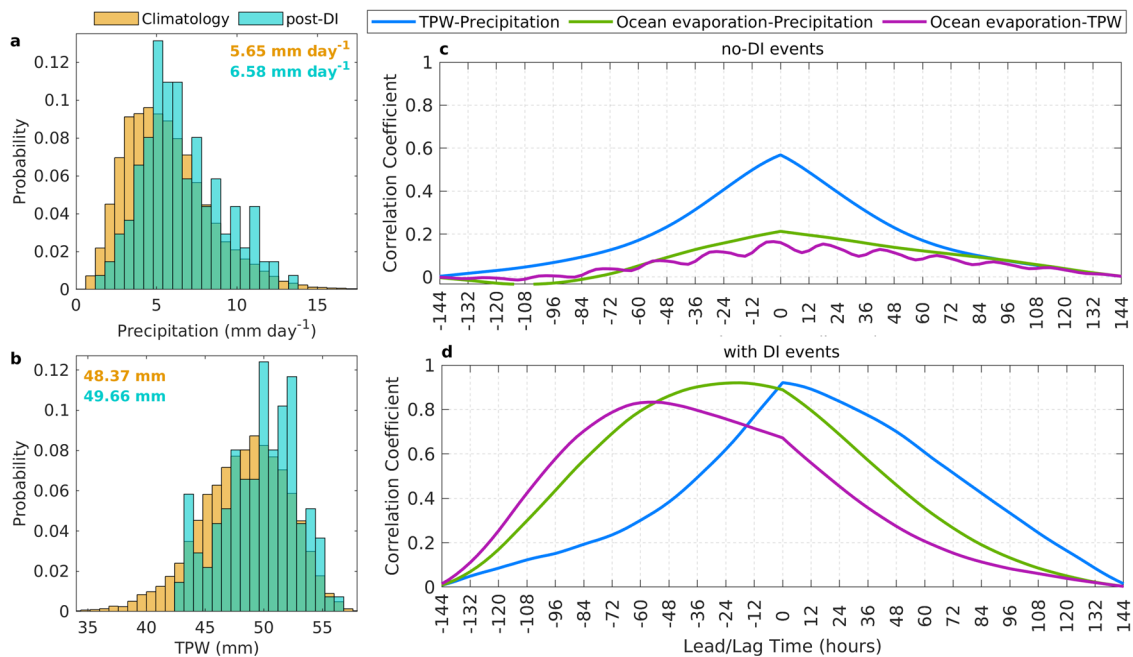 Climatology post-DI
TPW-Precipitation Ocean evaporation-Precipitation Ocean evaporation-TPW
a
5.65 mm day-1
6.58 mm day-1
Probability
0.12
0.1
0.08
0.06
0.04
0.02
0
0 5 10 15
Precipitation (mm day-1)
b
48.37 mm
49.66 mm
Probability
0.12
0.1
0.08
0.06
0.04
0.02
0
35 40 45 50 55
TPW (mm)
c
no-DI events
Correlation Coefficient
1
0.8
0.6
0.4
0.2
0
-144 -132 -120 -108 -96 -84 -72 -60 -48 -36 -24 -12 0 12 24 36 48 60 72 84 96 108 120 132 144
d
with DI events
Correlation Coefficient
1
0.8
0.6
0.4
0.2
0
-144 -132 -120 -108 -96 -84 -72 -60 -48 -36 -24 -12 0 12 24 36 48 60 72 84 96 108 120 132 144
Lead/Lag Time (hours)